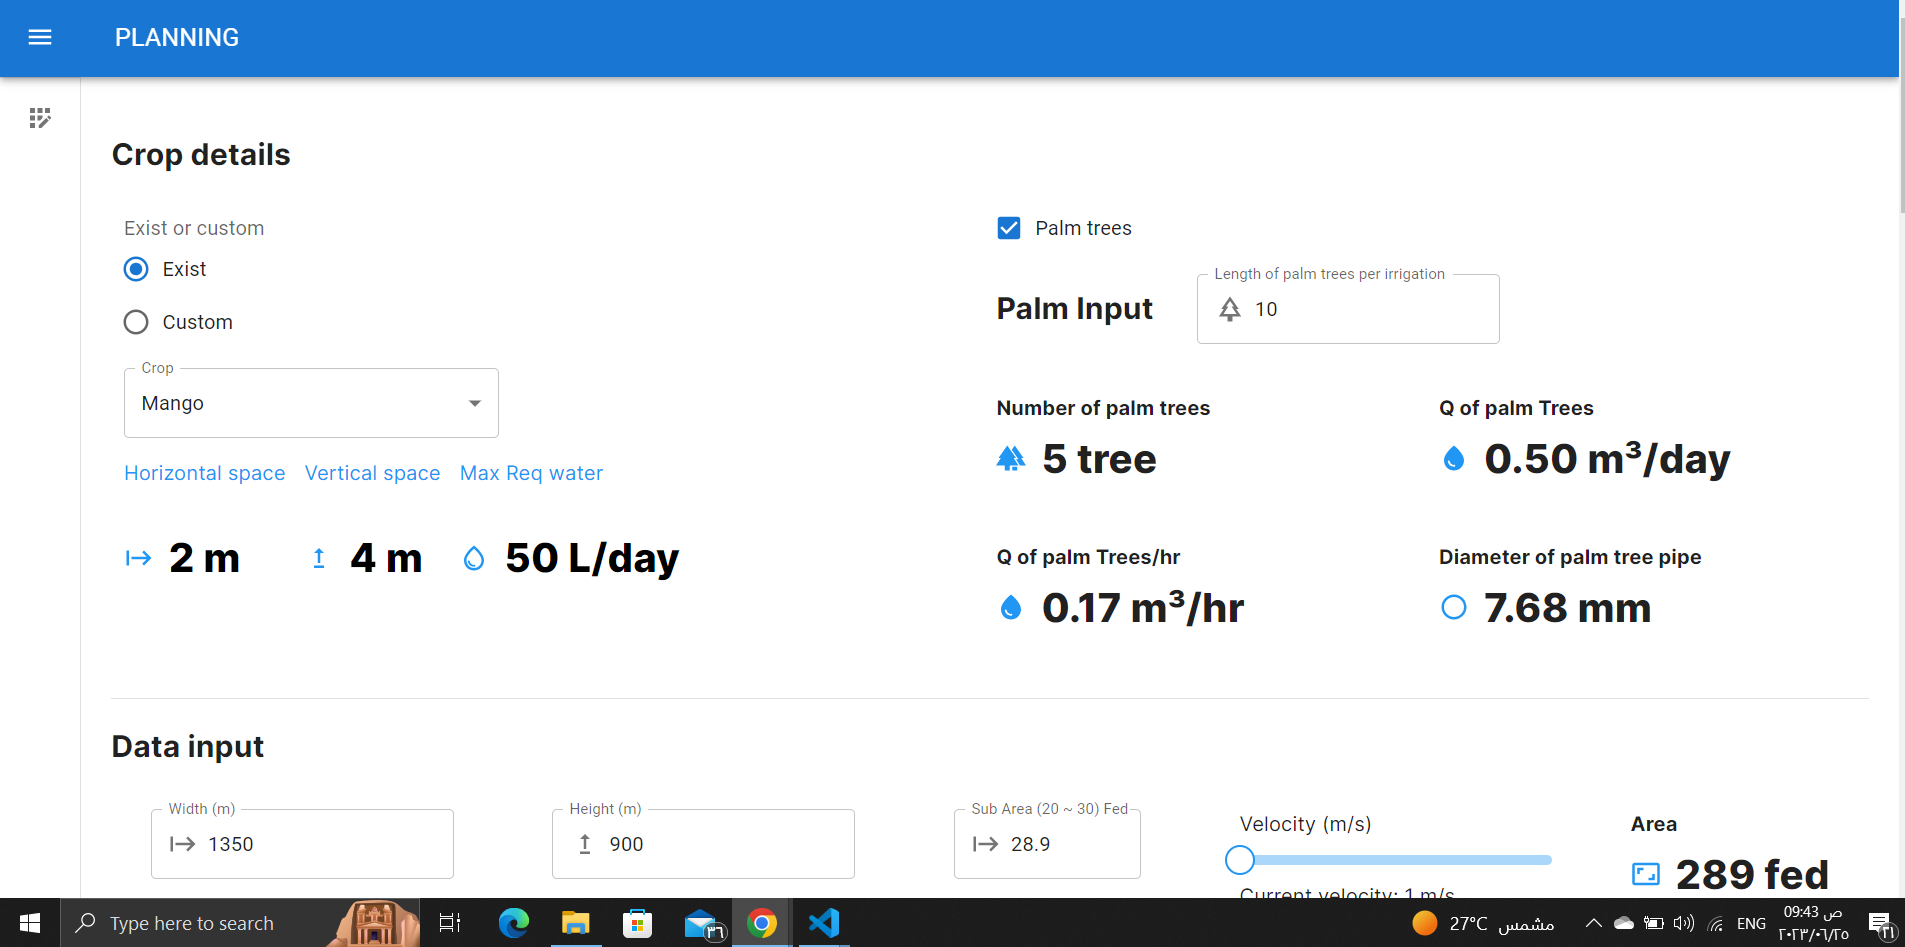 PLANNING
Crop details
Exist or custom
Exist
Custom
Crop
Mango
Horizontal space Vertical space Max Req water
2 m 4 m 50 L/day
Palm trees
Palm Input
Length of palm trees per irrigation
10
Number of palm trees
5 tree
Q of palm Trees
0.50 m³/day
Q of palm Trees/hr
0.17 m³/hr
Diameter of palm tree pipe
7.68 mm
Data input
Width (m)
1350
Height (m)
900
Sub Area (20 ~ 30) Fed
28.9
Velocity (m/s)
Current velocity: 1 m/s
Area
289 fed
Type here to search
٣٦
27°C مشمس
ENG
09:43 ص
٢٠٢٣/٠٦/٢٥
٢١